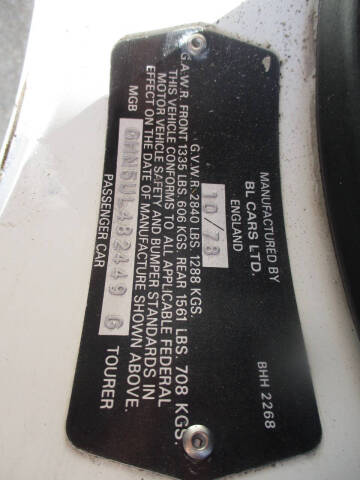 MANUFACTURED BY
BL CARS LTD.
ENGLAND
BHH 2268
10/78
G.V.W.R.:2840 LBS. 1288 KGS.
G.A.W.R. FRONT 1335 LBS. 606 KGS. REAR 1561 LBS. 708 KGS.
THIS VEHICLE CONFORMS TO ALL APPLICABLE FEDERAL
MOTOR VEHICLE SAFETY AND BUMPER STANDARDS IN
EFFECT ON THE DATE OF MANUFACTURE SHOWN ABOVE.
MGB GHN5UL482449 G TOURER
PASSENGER CAR